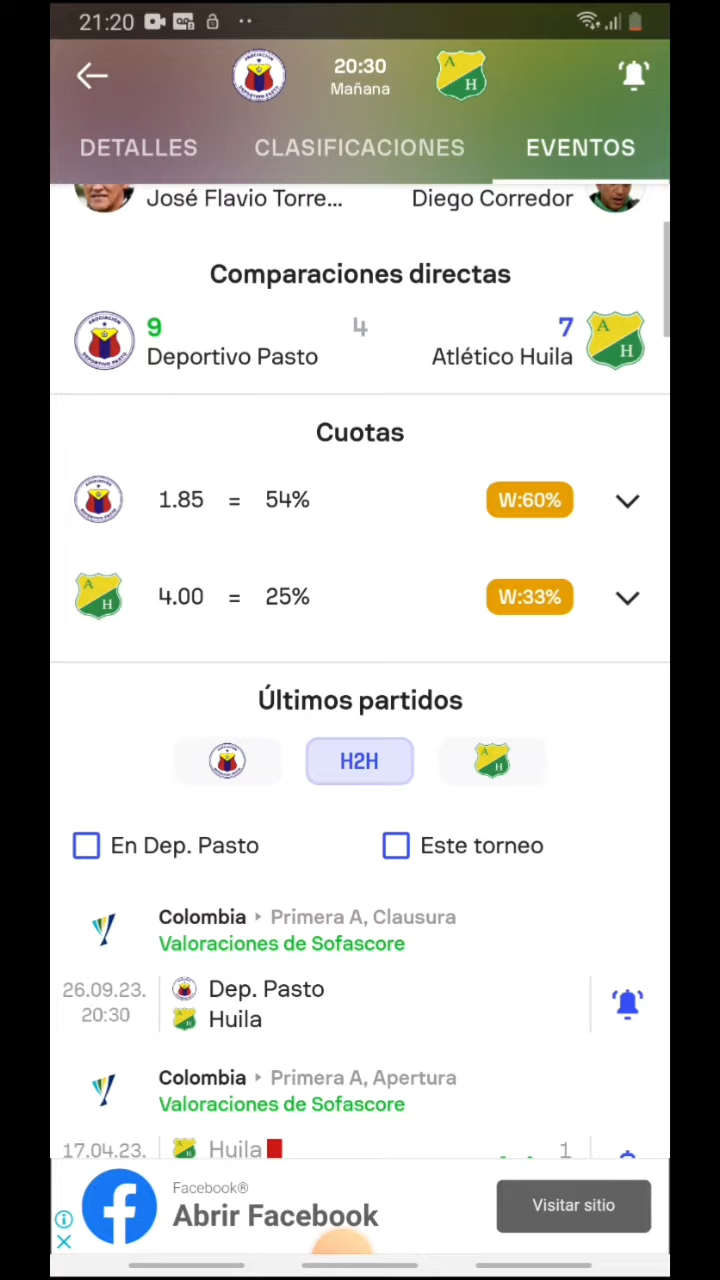 21:20
20:30
Mañana
DETALLES CLASIFICACIONES EVENTOS
José Flavio Torre... Diego Corredor
Comparaciones directas
9 4 7
Deportivo Pasto Atlético Huila
Cuotas
1.85 = 54% W:60%
4.00 = 25% W:33%
Últimos partidos
H2H
En Dep. Pasto Este torneo
Colombia Primera A, Clausura
Valoraciones de Sofascore
26.09.23. Dep. Pasto
20:30 Huila
Colombia Primera A, Apertura
Valoraciones de Sofascore
17.04.23. Huila 1
Facebook®
Abrir Facebook
Visitar sitio